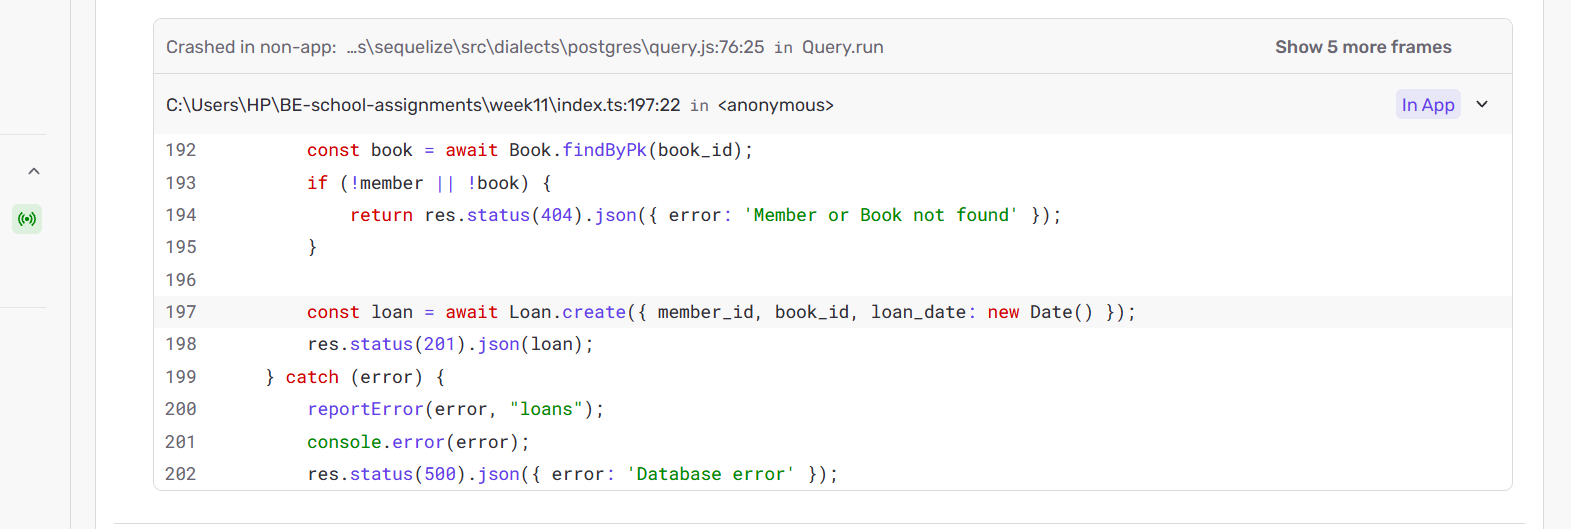 Crashed in non-app: …s\sequelize\src\dialects\postgres\query.js:76:25 in Query.run Show 5 more frames
C:\Users\HP\BE-school-assignments\week11\index.ts:197:22 in <anonymous> In App
192 const book = await Book.findByPk(book_id);
193 if (!member || !book) {
194 return res.status(404).json({ error: 'Member or Book not found' });
195 }
196
197 const loan = await Loan.create({ member_id, book_id, loan_date: new Date() });
198 res.status(201).json(loan);
199 } catch (error) {
200 reportError(error, "loans");
201 console.error(error);
202 res.status(500).json({ error: 'Database error' });